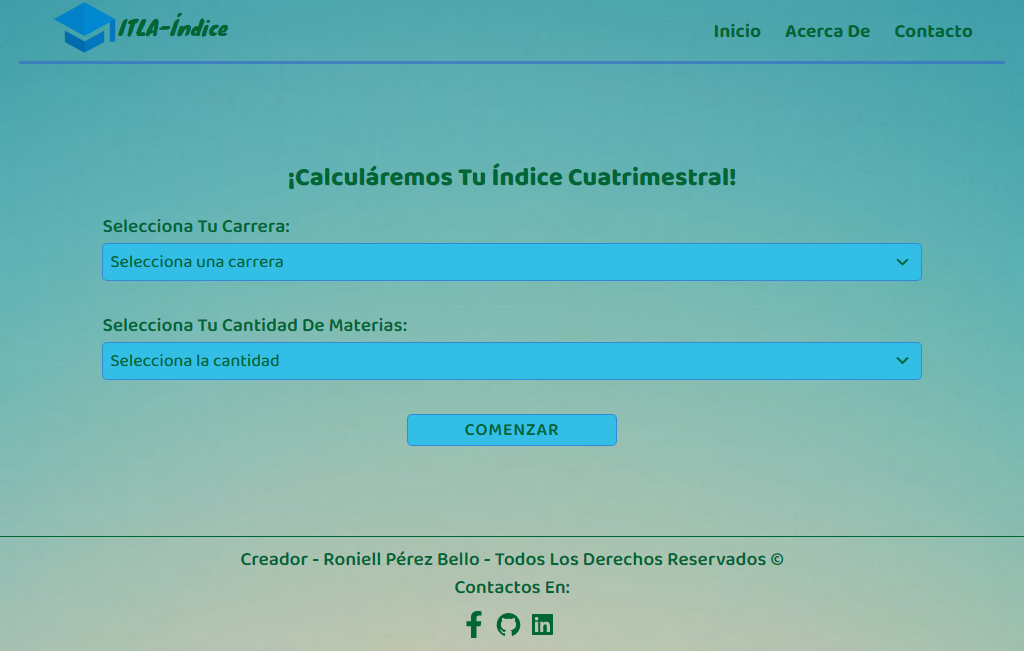 ITLA-Índice
Inicio Acerca De Contacto
¡Calculáremos Tu Índice Cuatrimestral!
Selecciona Tu Carrera:
Selecciona una carrera
Selecciona Tu Cantidad De Materias:
Selecciona la cantidad
COMENZAR
Creador - Roniell Pérez Bello - Todos Los Derechos Reservados ©
Contactos En: